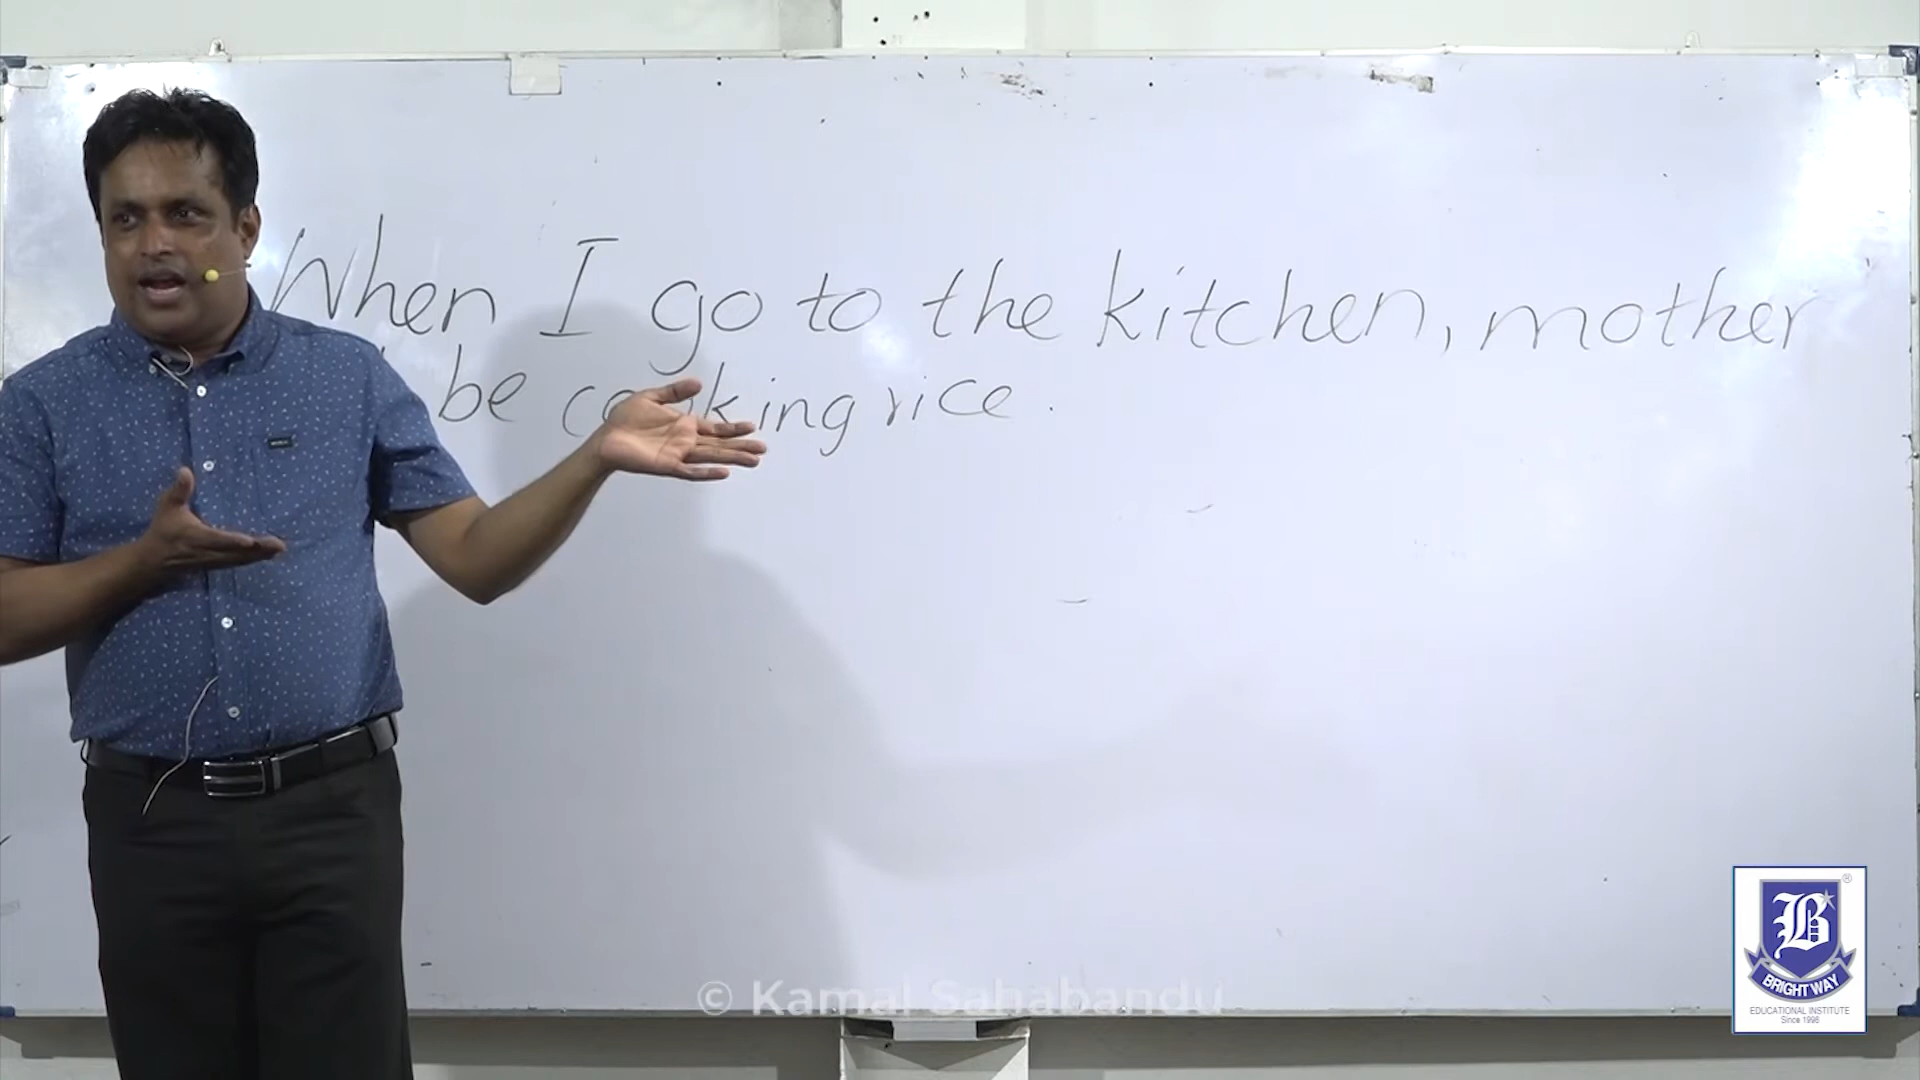 When I go to the kitchen, mother
be cooking rice.
© Kamal Sahabandu
B
BRIGHT WAY
EDUCATIONAL INSTITUTE
Since 1996